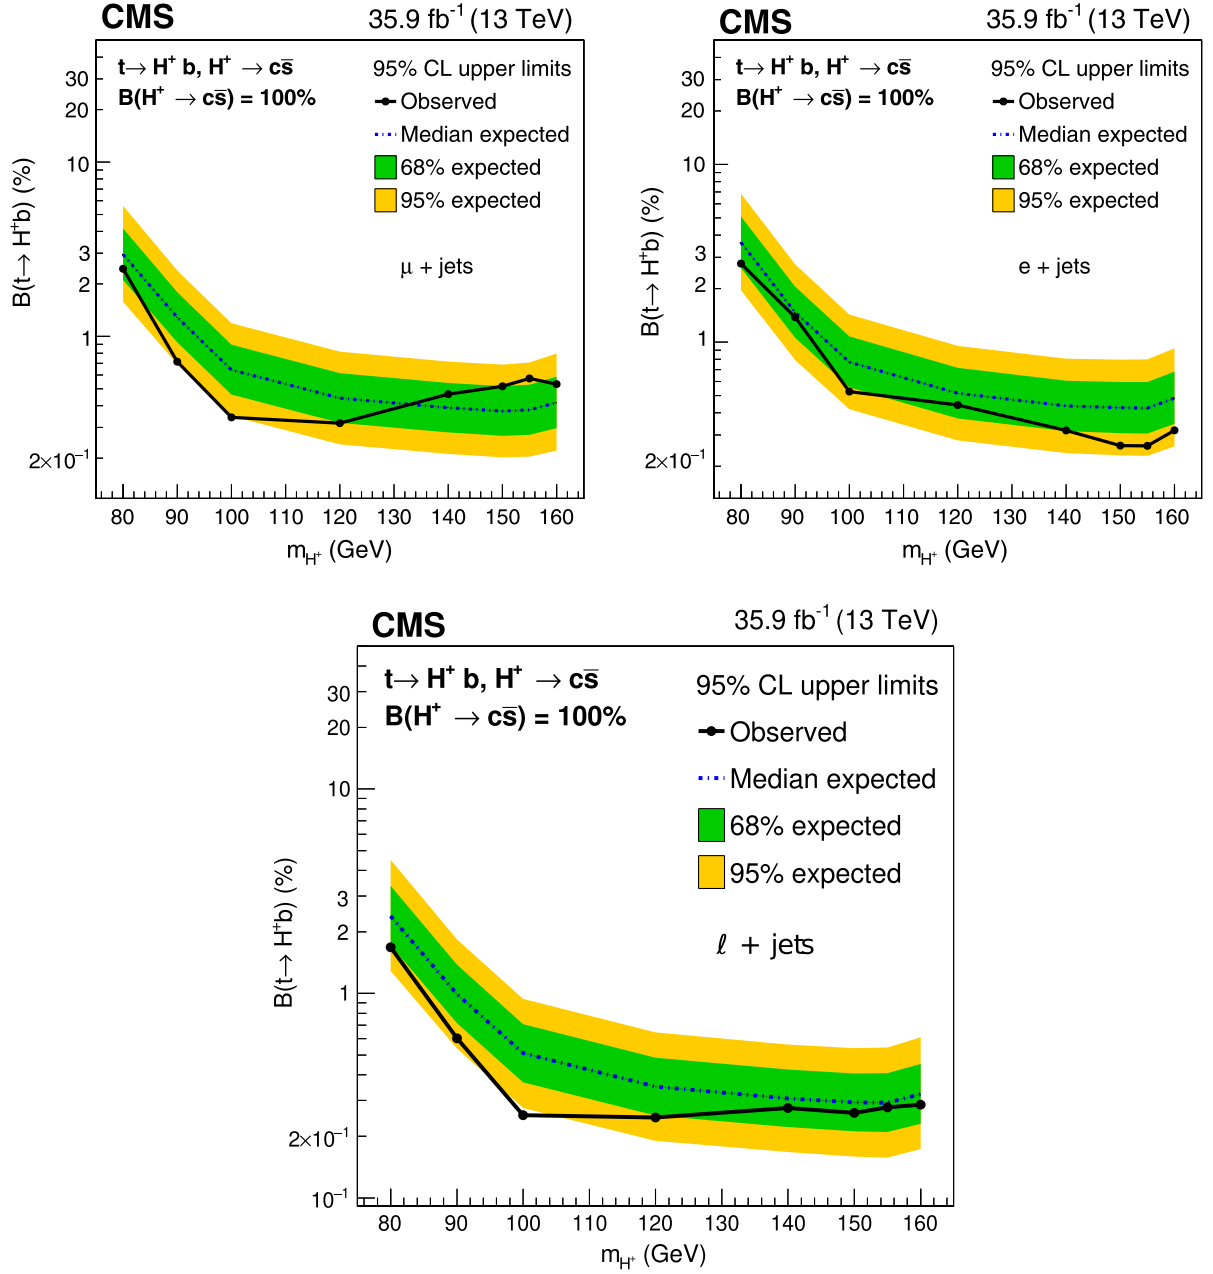 CMS 35.9 fb⁻¹ (13 TeV)
t→ H⁺ b, H⁺ → cs̅
B(H⁺ → cs̅) = 100%
95% CL upper limits
Observed
Median expected
68% expected
95% expected
μ + jets
B(t→ H⁺b) (%)
30
20
10
3
2
1
2×10⁻¹
80 90 100 110 120 130 140 150 160
m_H⁺ (GeV)
CMS 35.9 fb⁻¹ (13 TeV)
t→ H⁺ b, H⁺ → cs̅
B(H⁺ → cs̅) = 100%
95% CL upper limits
Observed
Median expected
68% expected
95% expected
e + jets
B(t→ H⁺b) (%)
30
20
10
3
2
1
2×10⁻¹
80 90 100 110 120 130 140 150 160
m_H⁺ (GeV)
CMS 35.9 fb⁻¹ (13 TeV)
t→ H⁺ b, H⁺ → cs̅
B(H⁺ → cs̅) = 100%
95% CL upper limits
Observed
Median expected
68% expected
95% expected
ℓ + jets
B(t→ H⁺b) (%)
30
20
10
3
2
1
2×10⁻¹
10⁻¹
80 90 100 110 120 130 140 150 160
m_H⁺ (GeV)